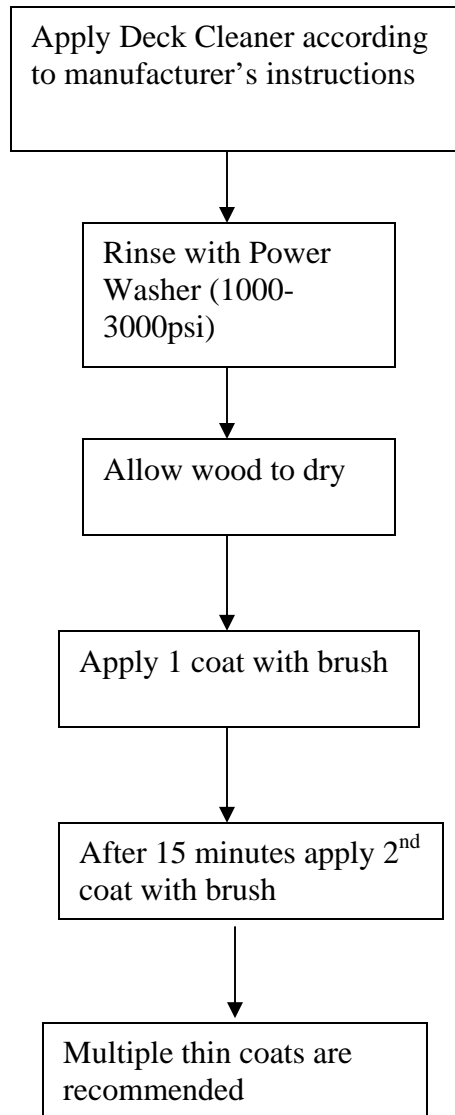 Apply Deck Cleaner according
to manufacturer’s instructions
Rinse with Power
Washer (1000-
3000psi)
Allow wood to dry
Apply 1 coat with brush
After 15 minutes apply 2nd
coat with brush
Multiple thin coats are
recommended